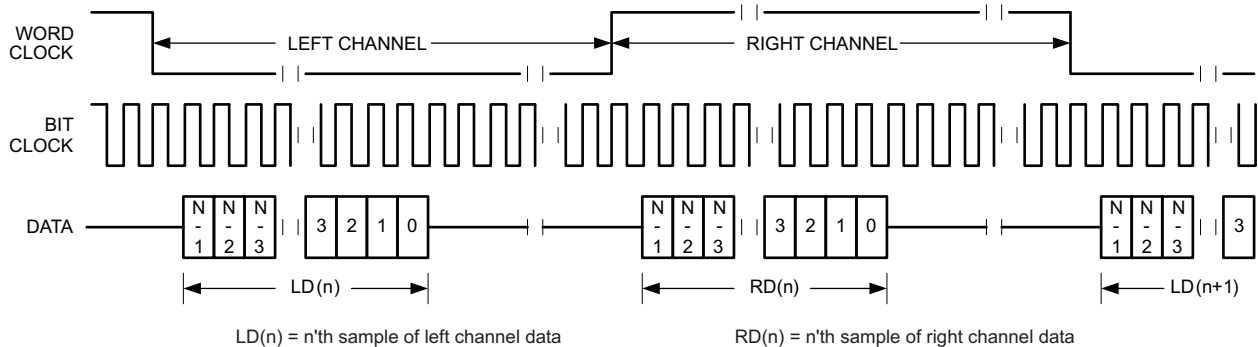 WORD
CLOCK
LEFT CHANNEL
RIGHT CHANNEL
BIT
CLOCK
DATA
N-1 N-2 N-3 3 2 1 0 N-1 N-2 N-3 3 2 1 0 N-1 N-2 N-3 3
LD(n) RD(n) LD(n+1)
LD(n) = n'th sample of left channel data
RD(n) = n'th sample of right channel data